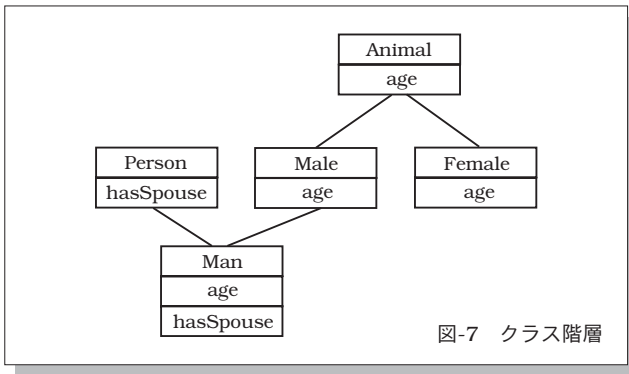 Animal
age
Person
hasSpouse
Male
age
Female
age
Man
age
hasSpouse
図-7 クラス階層